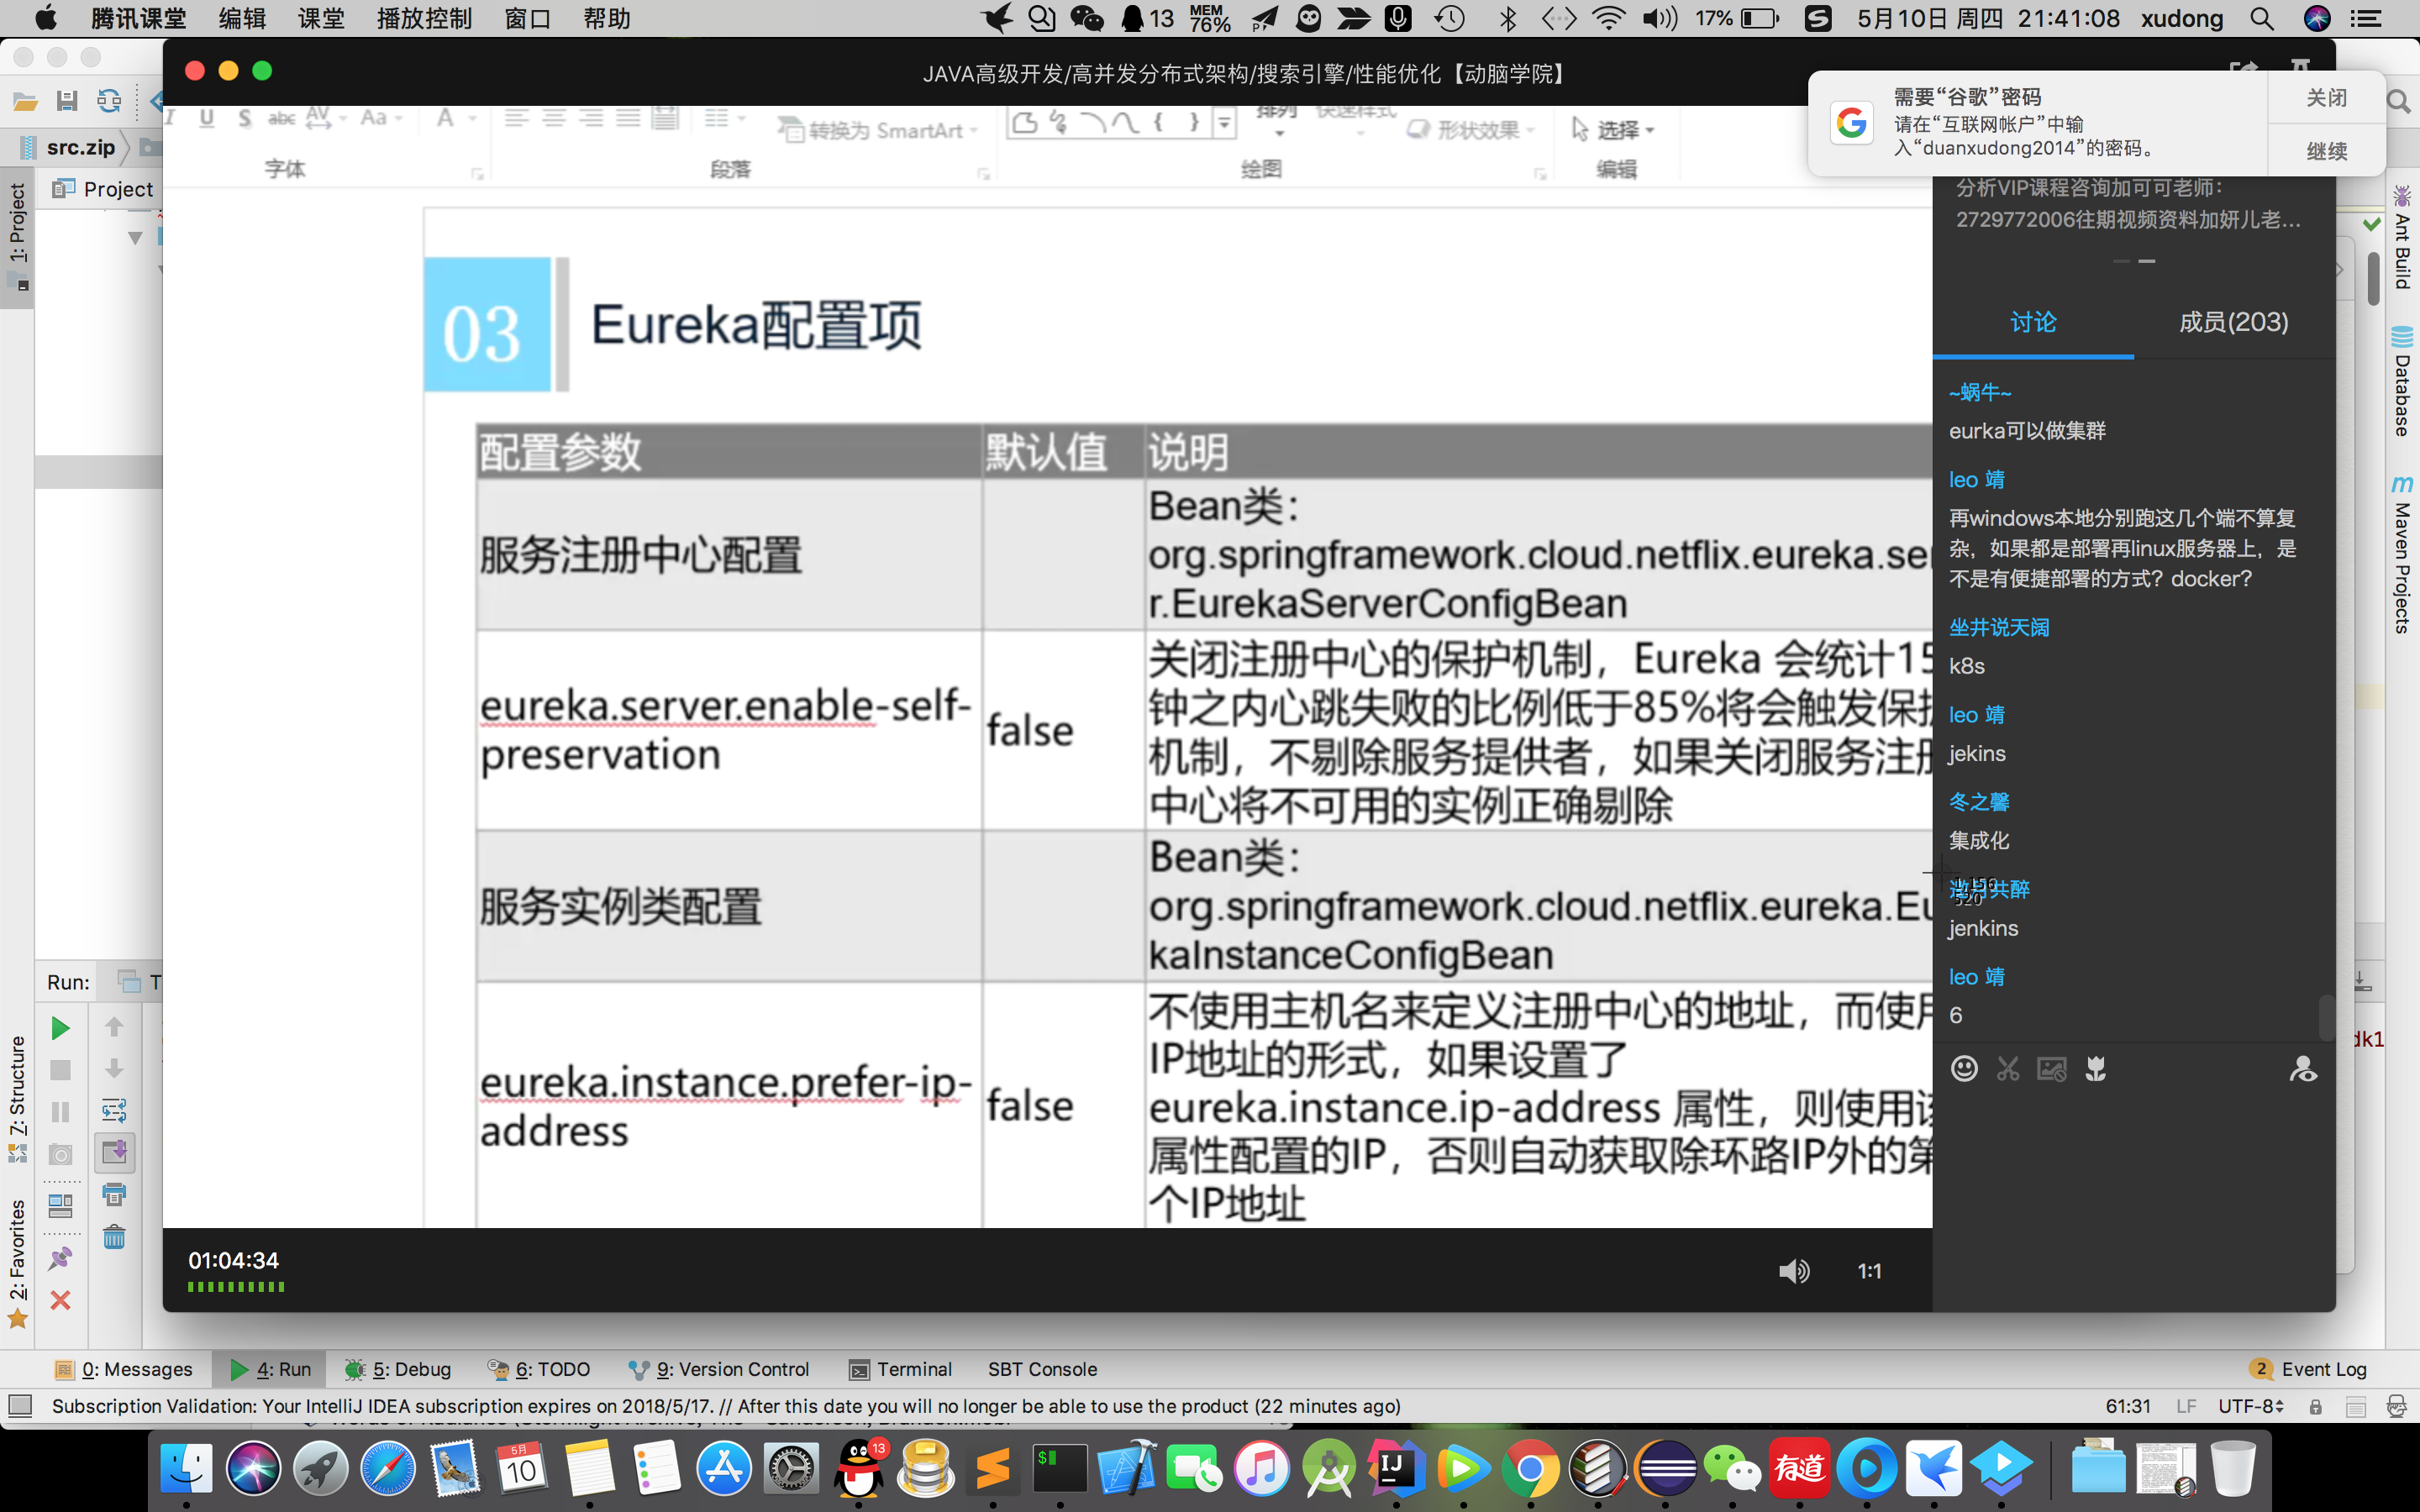 腾讯课堂 编辑 课堂 播放控制 窗口 帮助 13 MEM 76% 17% 5月10日 周四 21:41:08 xudong
JAVA高级开发/高并发分布式架构/搜索引擎/性能优化【动脑学院】
需要“谷歌”密码
请在“互联网帐户”中输
入“duanxudong2014”的密码。
关闭
继续
src.zip
Project
1: Project
U S abc AV Aa A
转换为 SmartArt
排列 快速样式
形状效果
选择
字体 段落 绘图 编辑
03
Eureka配置项
配置参数 默认值 说明
服务注册中心配置
Bean类:
org.springframework.cloud.netflix.eureka.ser
r.EurekaServerConfigBean
eureka.server.enable-self-
preservation
false
关闭注册中心的保护机制，Eureka 会统计15
钟之内心跳失败的比例低于85%将会触发保护
机制，不剔除服务提供者，如果关闭服务注册
中心将不可用的实例正确剔除
服务实例类配置
Bean类:
org.springframework.cloud.netflix.eureka.Eu
kaInstanceConfigBean
eureka.instance.prefer-ip-
address
false
不使用主机名来定义注册中心的地址，而使用
IP地址的形式，如果设置了
eureka.instance.ip-address 属性，则使用该
属性配置的IP，否则自动获取除环路IP外的第
个IP地址
01:04:34
1:1
分析VIP课程咨询加可可老师：
2729772006往期视频资料加妍儿老...
讨论 成员(203)
~蜗牛~
eurka可以做集群
leo 靖
再windows本地分别跑这几个端不算复
杂，如果都是部署再linux服务器上，是
不是有便捷部署的方式？docker？
坐井说天阔
k8s
leo 靖
jekins
冬之馨
集成化
共醉
jenkins
leo 靖
6
Ant Build
Database
m Maven Projects
dk1
Run: T
7: Structure
2: Favorites
0: Messages 4: Run 5: Debug 6: TODO 9: Version Control Terminal SBT Console 2 Event Log
Subscription Validation: Your IntelliJ IDEA subscription expires on 2018/5/17. // After this date you will no longer be able to use the product (22 minutes ago) 61:31 LF UTF-8
5月
10
13
$
IJ
有道